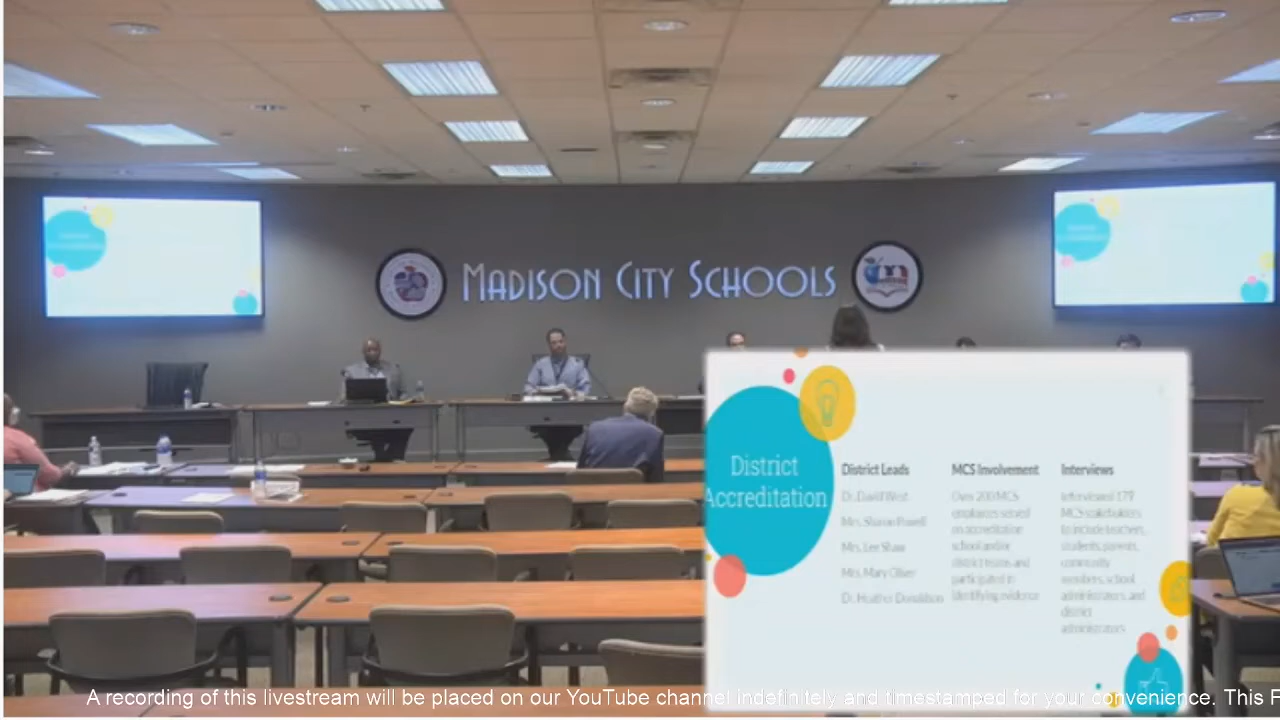 MADISON CITY SCHOOLS
District
Accreditation
District Leads
Dr. David West
Mrs. Sharon Powell
Mrs. Lee Shaw
Mrs. Mary Oliver
Dr. Heather Donaldson
MCS Involvement
Over 200 MCS
employees served
on accreditation
school and/or
district teams and
participated in
identifying evidence
Interviews
Interviewed 177
MCS stakeholders
to include teachers,
students, parents,
community
members, school
administrators, and
district
administrators
A recording of this livestream will be placed on our YouTube channel indefinitely and timestamped for your convenience. This F